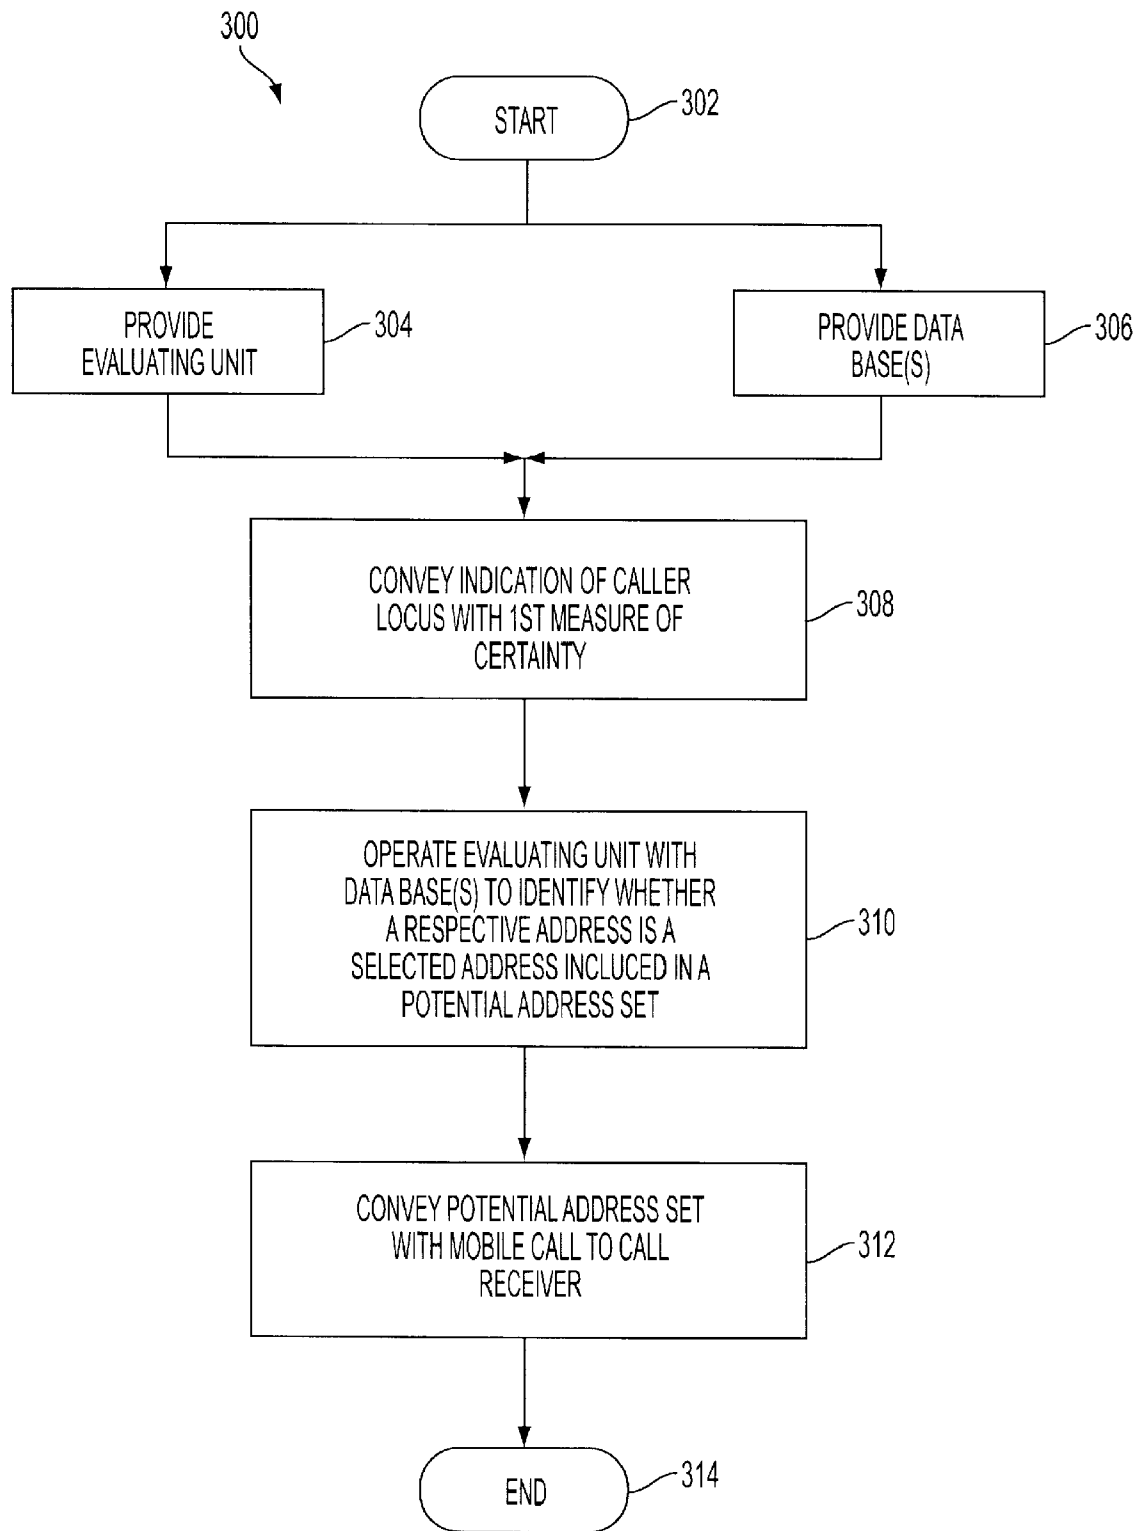 300
START
302
PROVIDE
EVALUATING UNIT
304
PROVIDE DATA
BASE(S)
306
CONVEY INDICATION OF CALLER
LOCUS WITH 1ST MEASURE OF
CERTAINTY
308
OPERATE EVALUATING UNIT WITH
DATA BASE(S) TO IDENTIFY WHETHER
A RESPECTIVE ADDRESS IS A
SELECTED ADDRESS INCLUDED IN A
POTENTIAL ADDRESS SET
310
CONVEY POTENTIAL ADDRESS SET
WITH MOBILE CALL TO CALL
RECEIVER
312
END
314